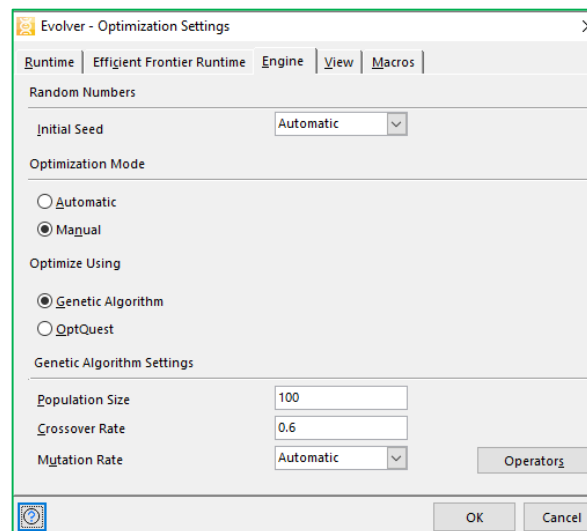 Evolver - Optimization Settings
Runtime Efficient Frontier Runtime Engine View Macros
Random Numbers
Initial Seed Automatic
Optimization Mode
Automatic
Manual
Optimize Using
Genetic Algorithm
OptQuest
Genetic Algorithm Settings
Population Size 100
Crossover Rate 0.6
Mutation Rate Automatic Operators
? OK Cancel